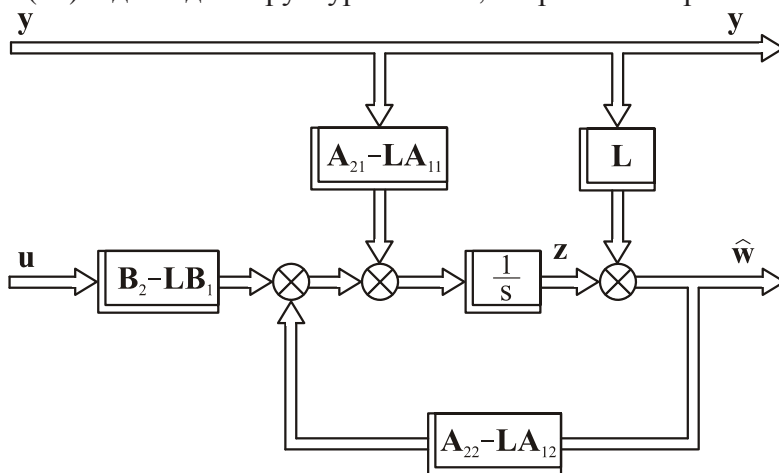 y y
A₂₁–LA₁₁ L
u B₂–LB₁ 1/s z ŵ
A₂₂–LA₁₂